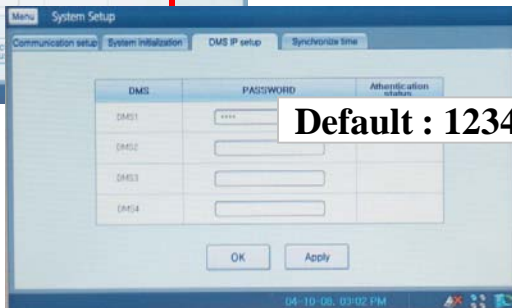 Menu System Setup
Communication setup System Initialization DMS IP setup Synchronize time
DMS PASSWORD Athentication status
DMS1 ****
Default : 1234
DMS2
DMS3
DMS4
OK Apply
04-10-08, 03:02 PM